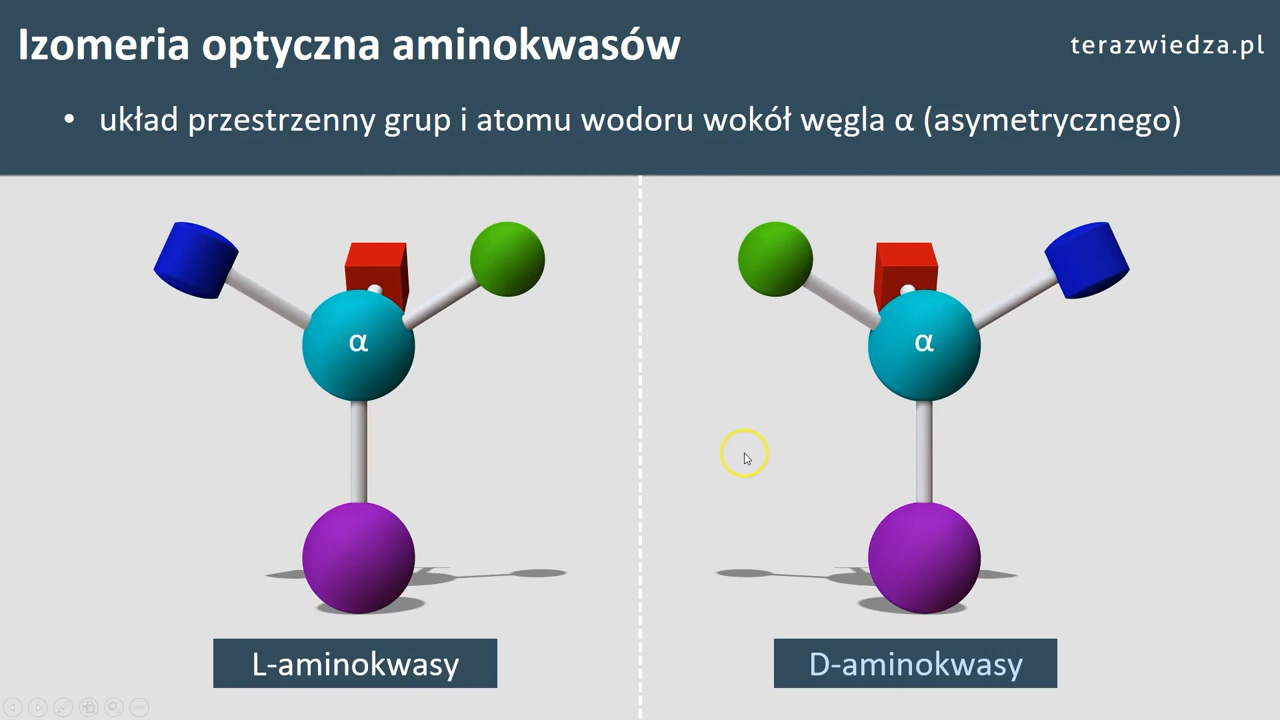 Izomeria optyczna aminokwasów
terazwiedza.pl
• układ przestrzenny grup i atomu wodoru wokół węgla α (asymetrycznego)
α
α
L-aminokwasy
D-aminokwasy